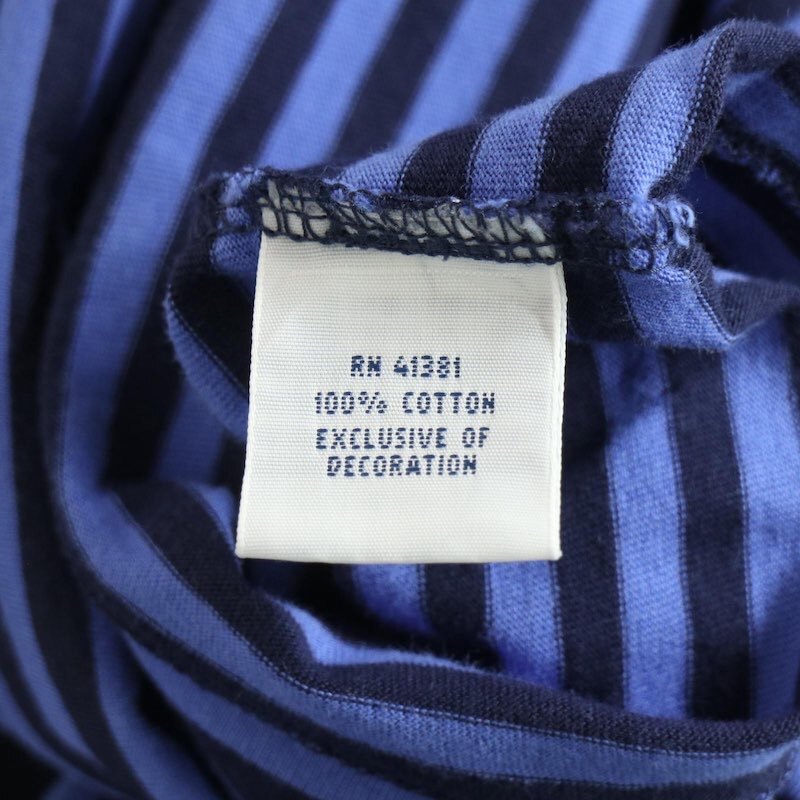 RN 41381
100% COTTON
EXCLUSIVE OF
DECORATION